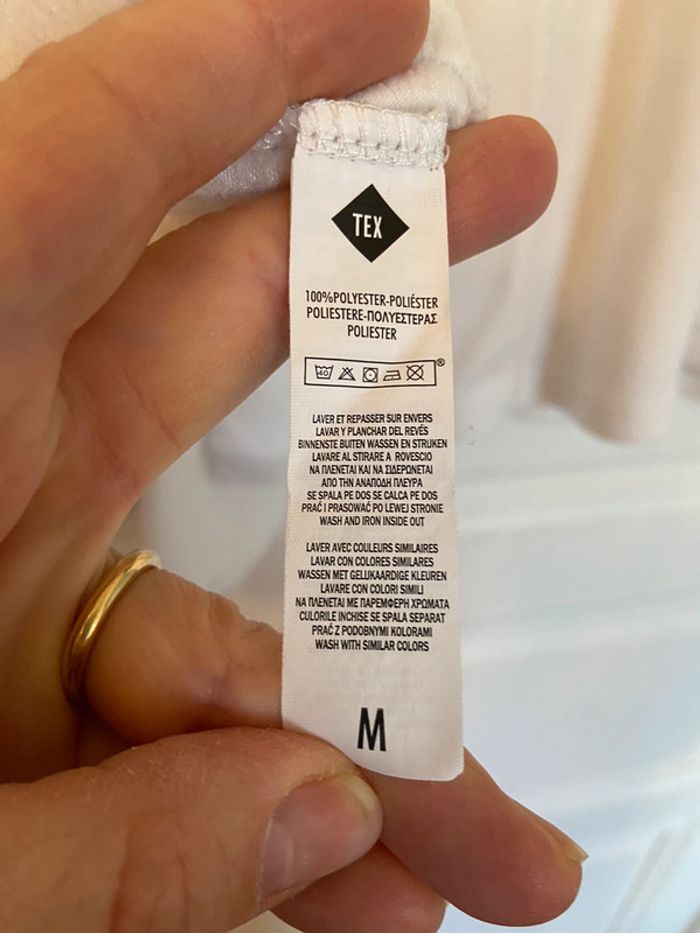 TEX
100%POLYESTER-POLIÉSTER
POLIESTERE-ΠΟΛΥΕΣΤΕΡΑΣ
POLIESTER
40
®
LAVER ET REPASSER SUR ENVERS
LAVAR Y PLANCHAR DEL REVÉS
BINNENSTE BUITEN WASSEN EN STRIJKEN
LAVARE AL STIRARE A ROVESCIO
ΝΑ ΠΛΕΝΕΤΑΙ ΚΑΙ ΝΑ ΣΙΔΕΡΩΝΕΤΑΙ
ΑΠΟ ΤΗΝ ΑΝΑΠΟΔΗ ΠΛΕΥΡΑ
SE SPALA PE DOS SE CALCA PE DOS
PRAĆ I PRASOWAĆ PO LEWEJ STRONIE
WASH AND IRON INSIDE OUT
LAVER AVEC COULEURS SIMILAIRES
LAVAR CON COLORES SIMILARES
WASSEN MET GELIJKAARDIGE KLEUREN
LAVARE CON COLORI SIMILI
ΝΑ ΠΛΕΝΕΤΑΙ ΜΕ ΠΑΡΕΜΦΕΡΗ ΧΡΩΜΑΤΑ
CULORILE INCHISE SE SPALA SEPARAT
PRAĆ Z PODOBNYMI KOLORAMI
WASH WITH SIMILAR COLORS
M